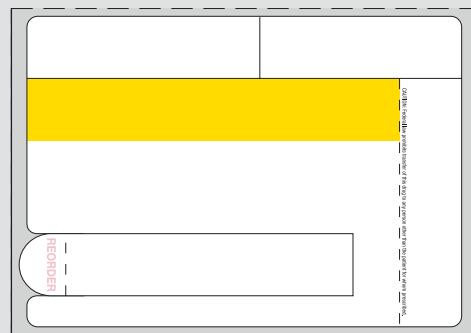 CAUTION: Federal law prohibits transfer of this drug to any person other than the patient for whom prescribed.
REORDER